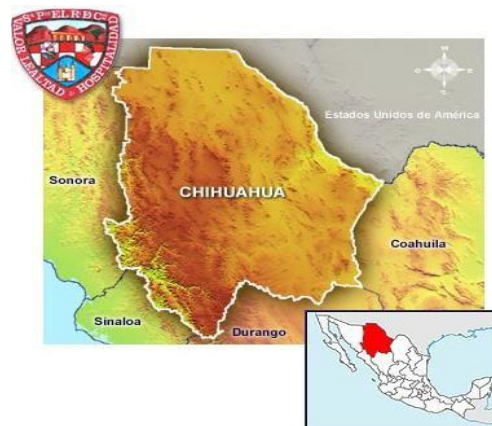 VALOR LEALTAD HOSPITALIDAD
N
O E
S
Estados Unidos de América
Sonora
CHIHUAHUA
Coahuila
Sinaloa
Durango